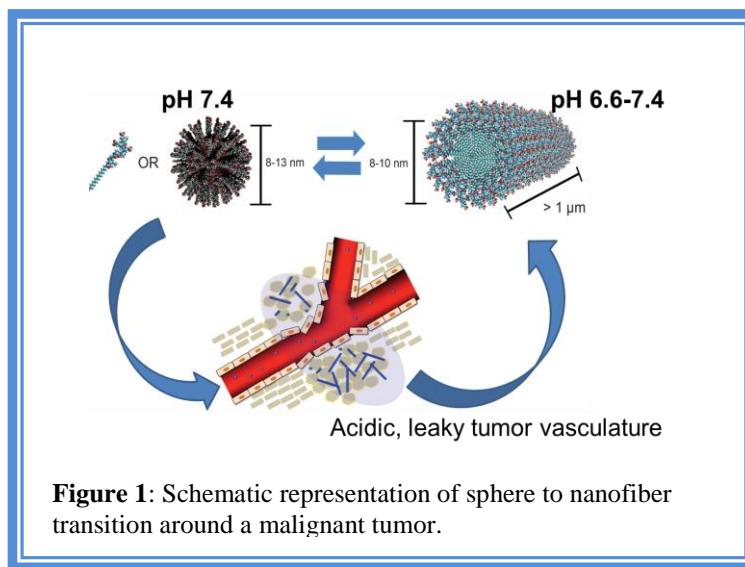 pH 7.4
pH 6.6-7.4
OR
8-13 nm
8-10 nm
> 1 μm
Acidic, leaky tumor vasculature
Figure 1: Schematic representation of sphere to nanofiber
transition around a malignant tumor.